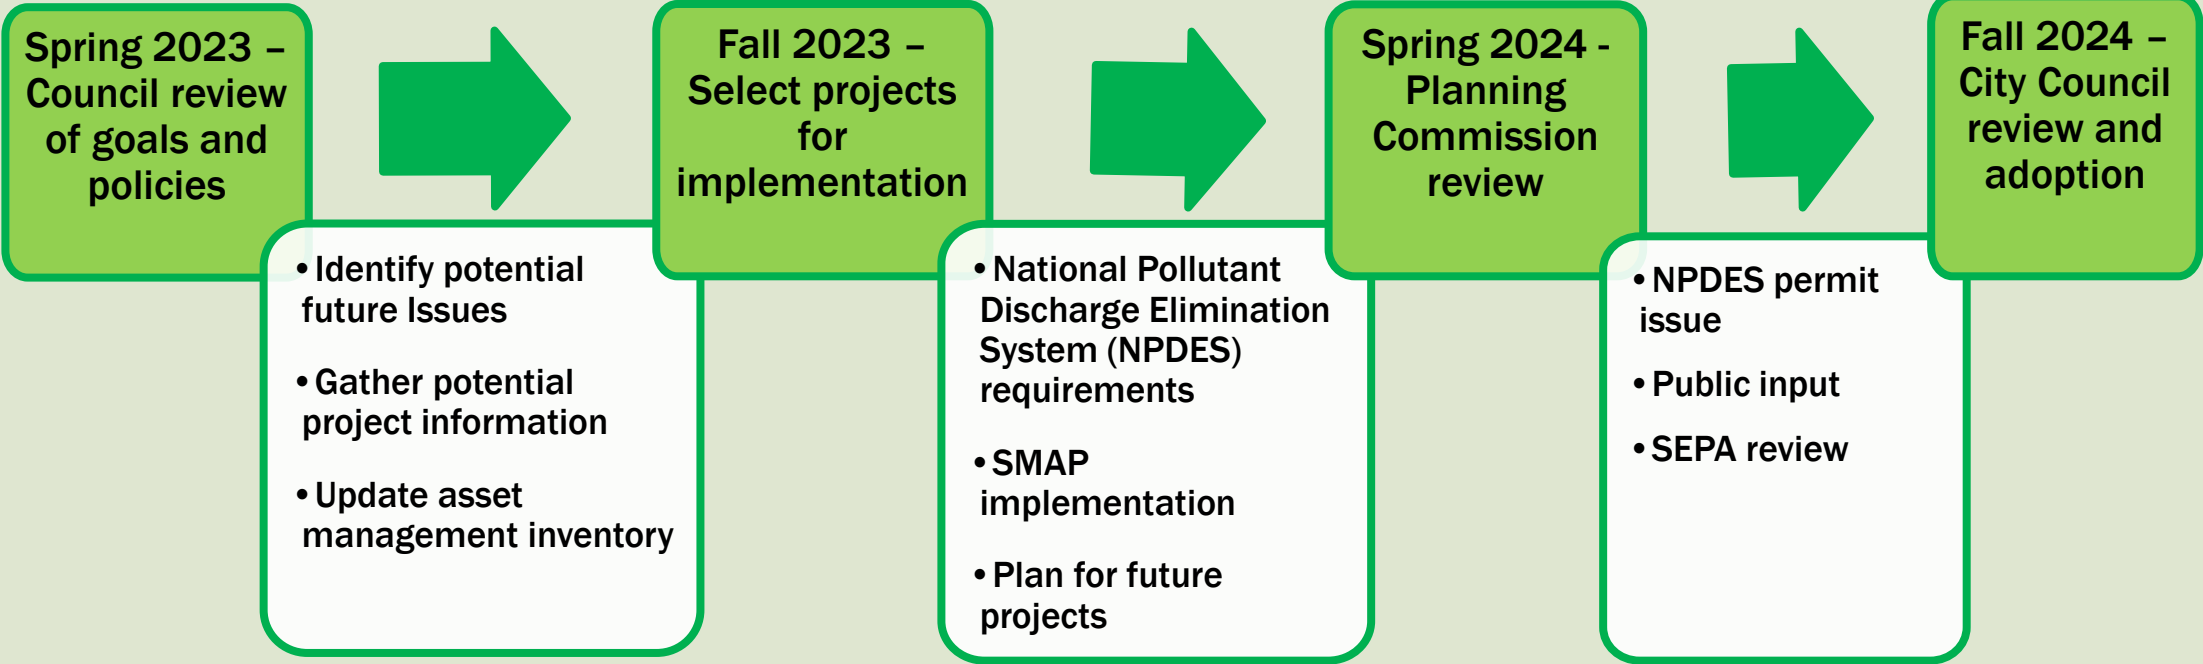 Spring 2023 –
Council review
of goals and
policies
•Identify potential
future Issues
•Gather potential
project information
•Update asset
management inventory
Fall 2023 –
Select projects
for
implementation
•National Pollutant
Discharge Elimination
System (NPDES)
requirements
•SMAP
implementation
•Plan for future
projects
Spring 2024 -
Planning
Commission
review
•NPDES permit
issue
•Public input
•SEPA review
Fall 2024 –
City Council
review and
adoption